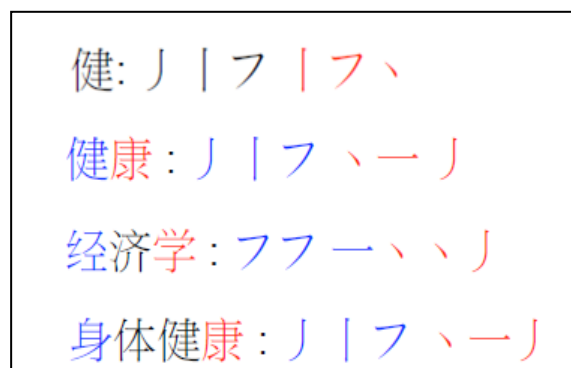 健: 丿丨フ丨フ丶
健康 : 丿丨フ丶一丿
经济学 : フフ一丶丶丿
身体健康 : 丿丨フ丶一丿